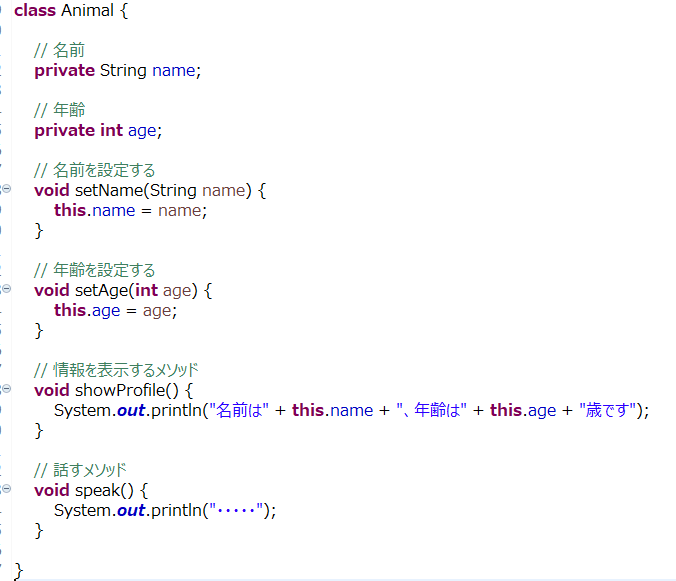 class Animal {
// 名前
private String name;
// 年齢
private int age;
// 名前を設定する
void setName(String name) {
this.name = name;
}
// 年齢を設定する
void setAge(int age) {
this.age = age;
}
// 情報を表示するメソッド
void showProfile() {
System.out.println("名前は" + this.name + "、年齢は" + this.age + "歳です");
}
// 話すメソッド
void speak() {
System.out.println("・・・・・");
}
}